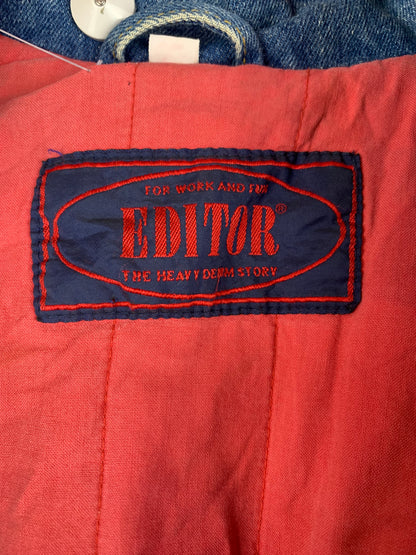 FOR WORK AND FUN
EDITOR®
THE HEAVY DENIM STORY